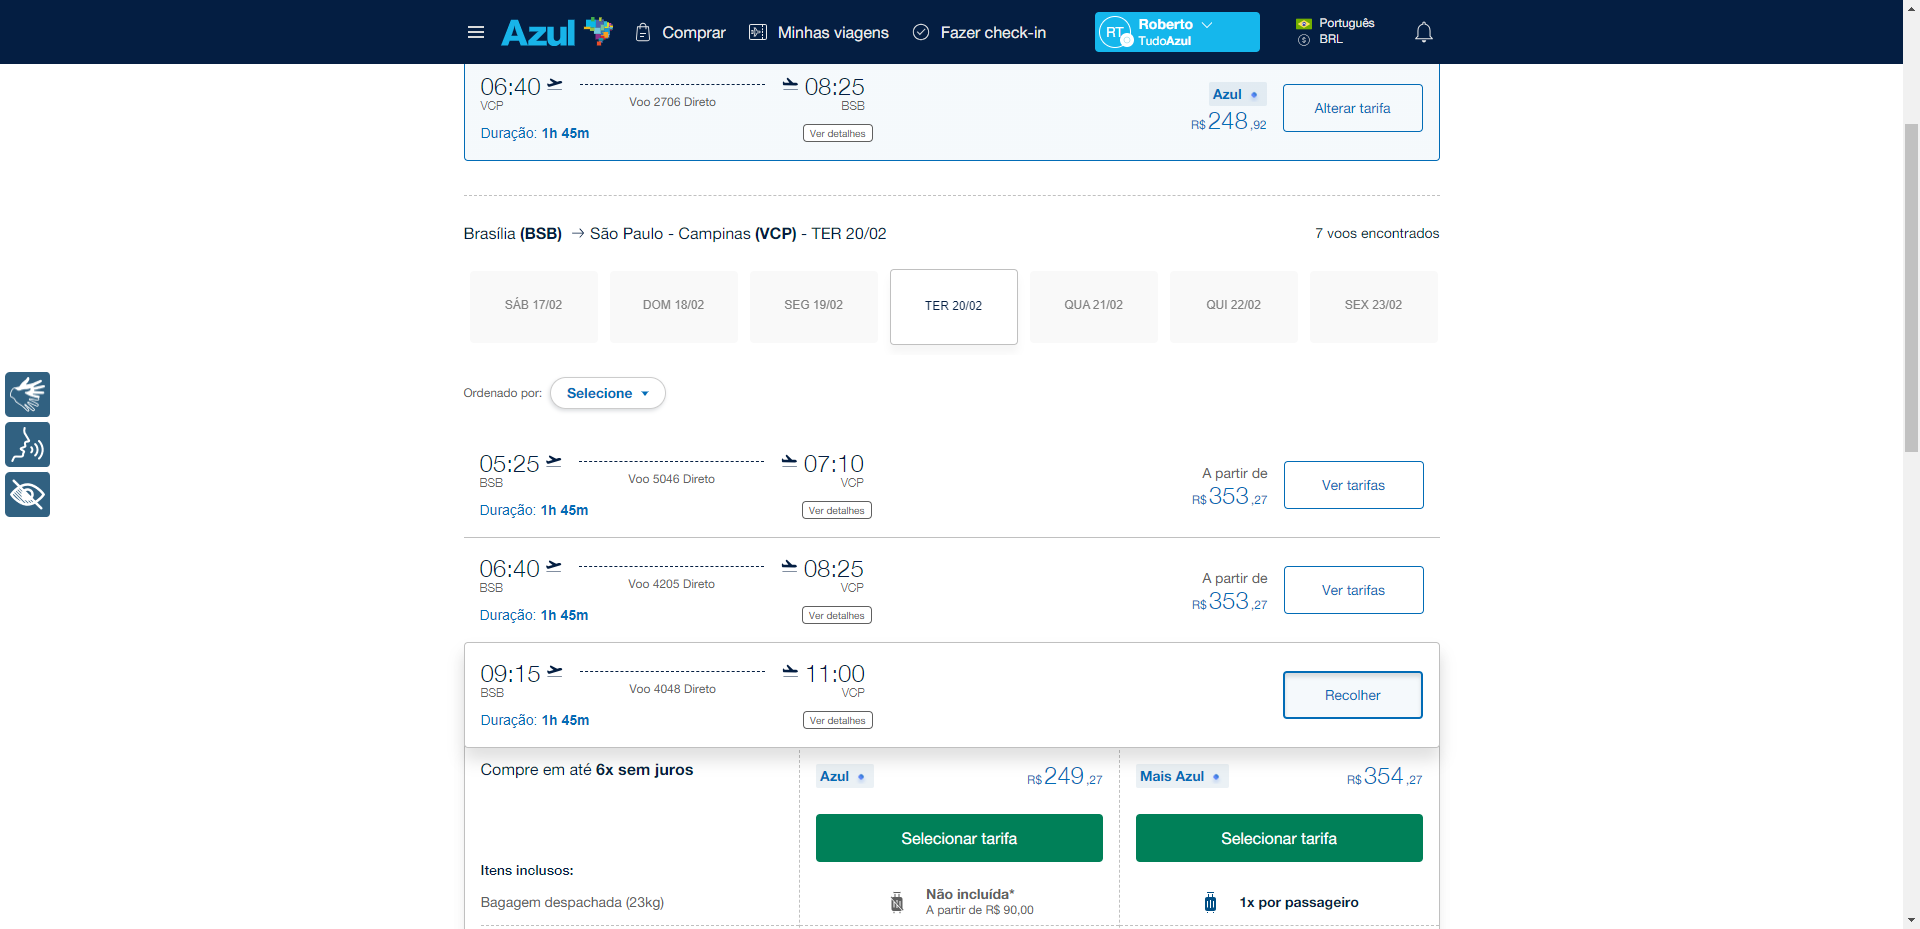 Azul
Comprar
Minhas viagens
Fazer check-in
RT
Roberto
TudoAzul
Português
BRL
06:40
08:25
VCP
Voo 2706 Direto
BSB
Duração: 1h 45m
Ver detalhes
Azul
R$248,92
Alterar tarifa
Brasília (BSB) → São Paulo - Campinas (VCP) - TER 20/02
7 voos encontrados
SÁB 17/02
DOM 18/02
SEG 19/02
TER 20/02
QUA 21/02
QUI 22/02
SEX 23/02
Ordenado por:
Selecione
05:25
07:10
BSB
Voo 5046 Direto
VCP
Duração: 1h 45m
Ver detalhes
A partir de
R$353,27
Ver tarifas
06:40
08:25
BSB
Voo 4205 Direto
VCP
Duração: 1h 45m
Ver detalhes
A partir de
R$353,27
Ver tarifas
09:15
11:00
BSB
Voo 4048 Direto
VCP
Duração: 1h 45m
Ver detalhes
Recolher
Compre em até 6x sem juros
Azul
R$249,27
Mais Azul
R$354,27
Selecionar tarifa
Selecionar tarifa
Itens inclusos:
Bagagem despachada (23kg)
Não incluída*
A partir de R$ 90,00
1x por passageiro